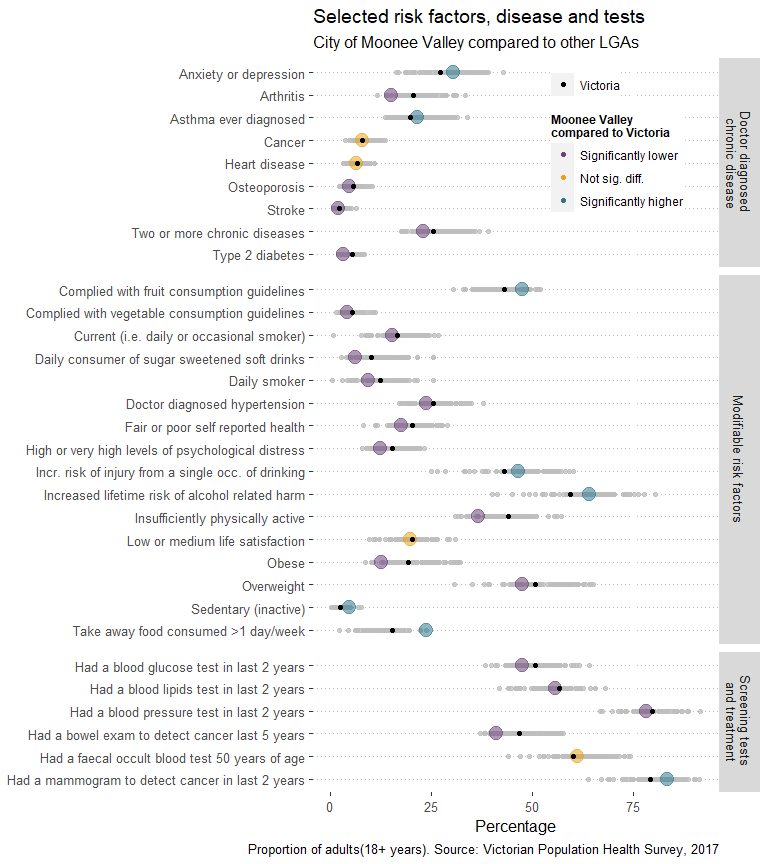 Selected risk factors, disease and tests
City of Moonee Valley compared to other LGAs
Anxiety or depression
Arthritis
Asthma ever diagnosed
Cancer
Heart disease
Osteoporosis
Stroke
Two or more chronic diseases
Type 2 diabetes
Victoria
Moonee Valley
compared to Victoria
Significantly lower
Not sig. diff.
Significantly higher
Doctor diagnosed
chronic disease
Complied with fruit consumption guidelines
Complied with vegetable consumption guidelines
Current (i.e. daily or occasional smoker)
Daily consumer of sugar sweetened soft drinks
Daily smoker
Doctor diagnosed hypertension
Fair or poor self reported health
High or very high levels of psychological distress
Incr. risk of injury from a single occ. of drinking
Increased lifetime risk of alcohol related harm
Insufficiently physically active
Low or medium life satisfaction
Obese
Overweight
Sedentary (inactive)
Take away food consumed >1 day/week
Modifiable risk factors
Had a blood glucose test in last 2 years
Had a blood lipids test in last 2 years
Had a blood pressure test in last 2 years
Had a bowel exam to detect cancer last 5 years
Had a faecal occult blood test 50 years of age
Had a mammogram to detect cancer in last 2 years
Screening tests
and treatment
0 25 50 75
Percentage
Proportion of adults(18+ years). Source: Victorian Population Health Survey, 2017